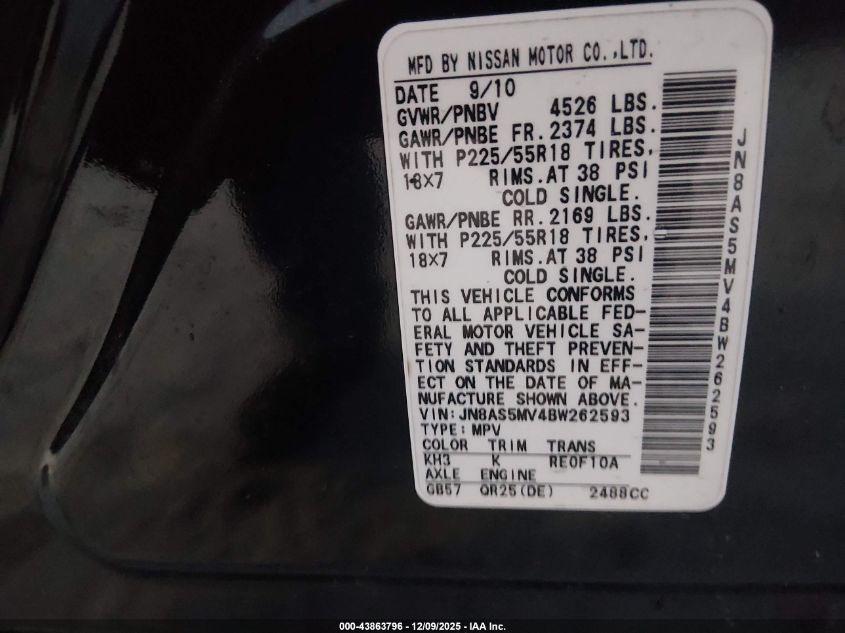 MFD BY NISSAN MOTOR CO.,LTD.
DATE 9/10
GVWR/PNBV 4526 LBS.
GAWR/PNBE FR. 2374 LBS.
WITH P225/55R18 TIRES,
18X7 RIMS.AT 38 PSI
COLD SINGLE.
GAWR/PNBE RR. 2169 LBS.
WITH P225/55R18 TIRES,
18X7 RIMS.AT 38 PSI
COLD SINGLE.
THIS VEHICLE CONFORMS
TO ALL APPLICABLE FED-
ERAL MOTOR VEHICLE SA-
FETY AND THEFT PREVEN-
TION STANDARDS IN EFF-
ECT ON THE DATE OF MA-
NUFACTURE SHOWN ABOVE.
VIN: JN8AS5MV4BW262593
TYPE: MPV
COLOR TRIM TRANS
KH3 K RE0F10A
AXLE ENGINE
GB57 QR25(DE) 2488CC
JN8AS5MV4BW262593
000-43863796 - 12/09/2025 - IAA Inc.